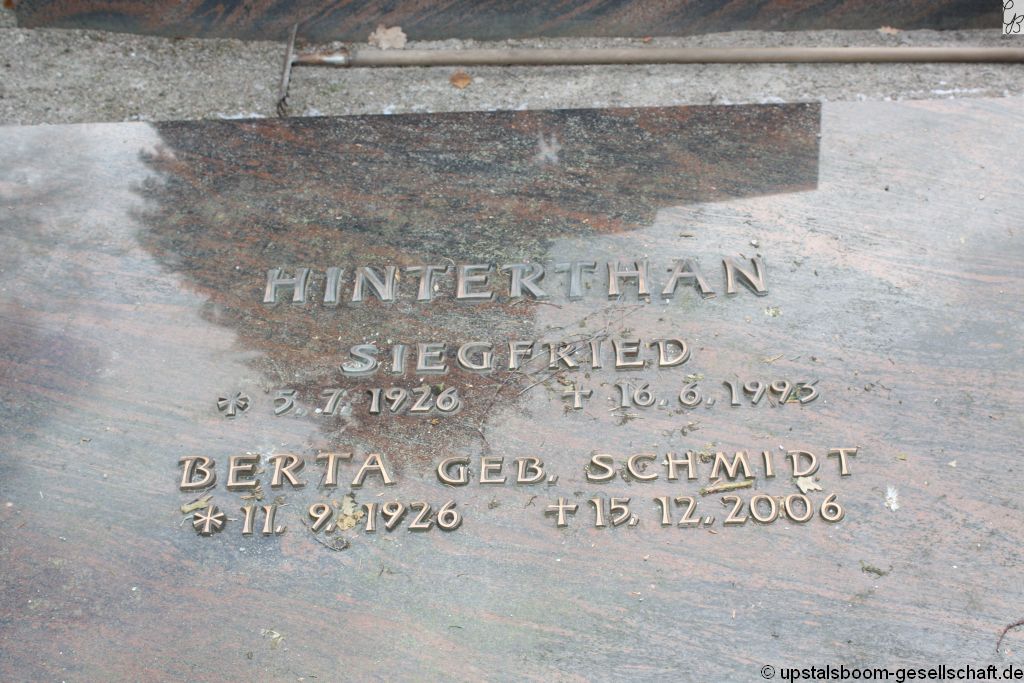 HINTERTHAN
SIEGFRIED
* 5. 7. 1926 + 16. 6. 1993
BERTA GEB. SCHMIDT
* 11. 9. 1926 + 15. 12. 2006
© upstalsboom-gesellschaft.de